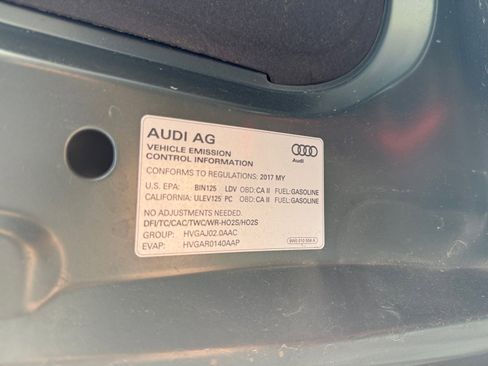 AUDI AG
VEHICLE EMISSION
CONTROL INFORMATION
Audi
CONFORMS TO REGULATIONS: 2017 MY
U.S. EPA: BIN125 LDV OBD:CA II FUEL:GASOLINE
CALIFORNIA: ULEV125 PC OBD:CA II FUEL:GASOLINE
NO ADJUSTMENTS NEEDED.
DFI/TC/CAC/TWC/WR-HO2S/HO2S
GROUP: HVGAJ02.0AAC
EVAP: HVGAR0140AAP